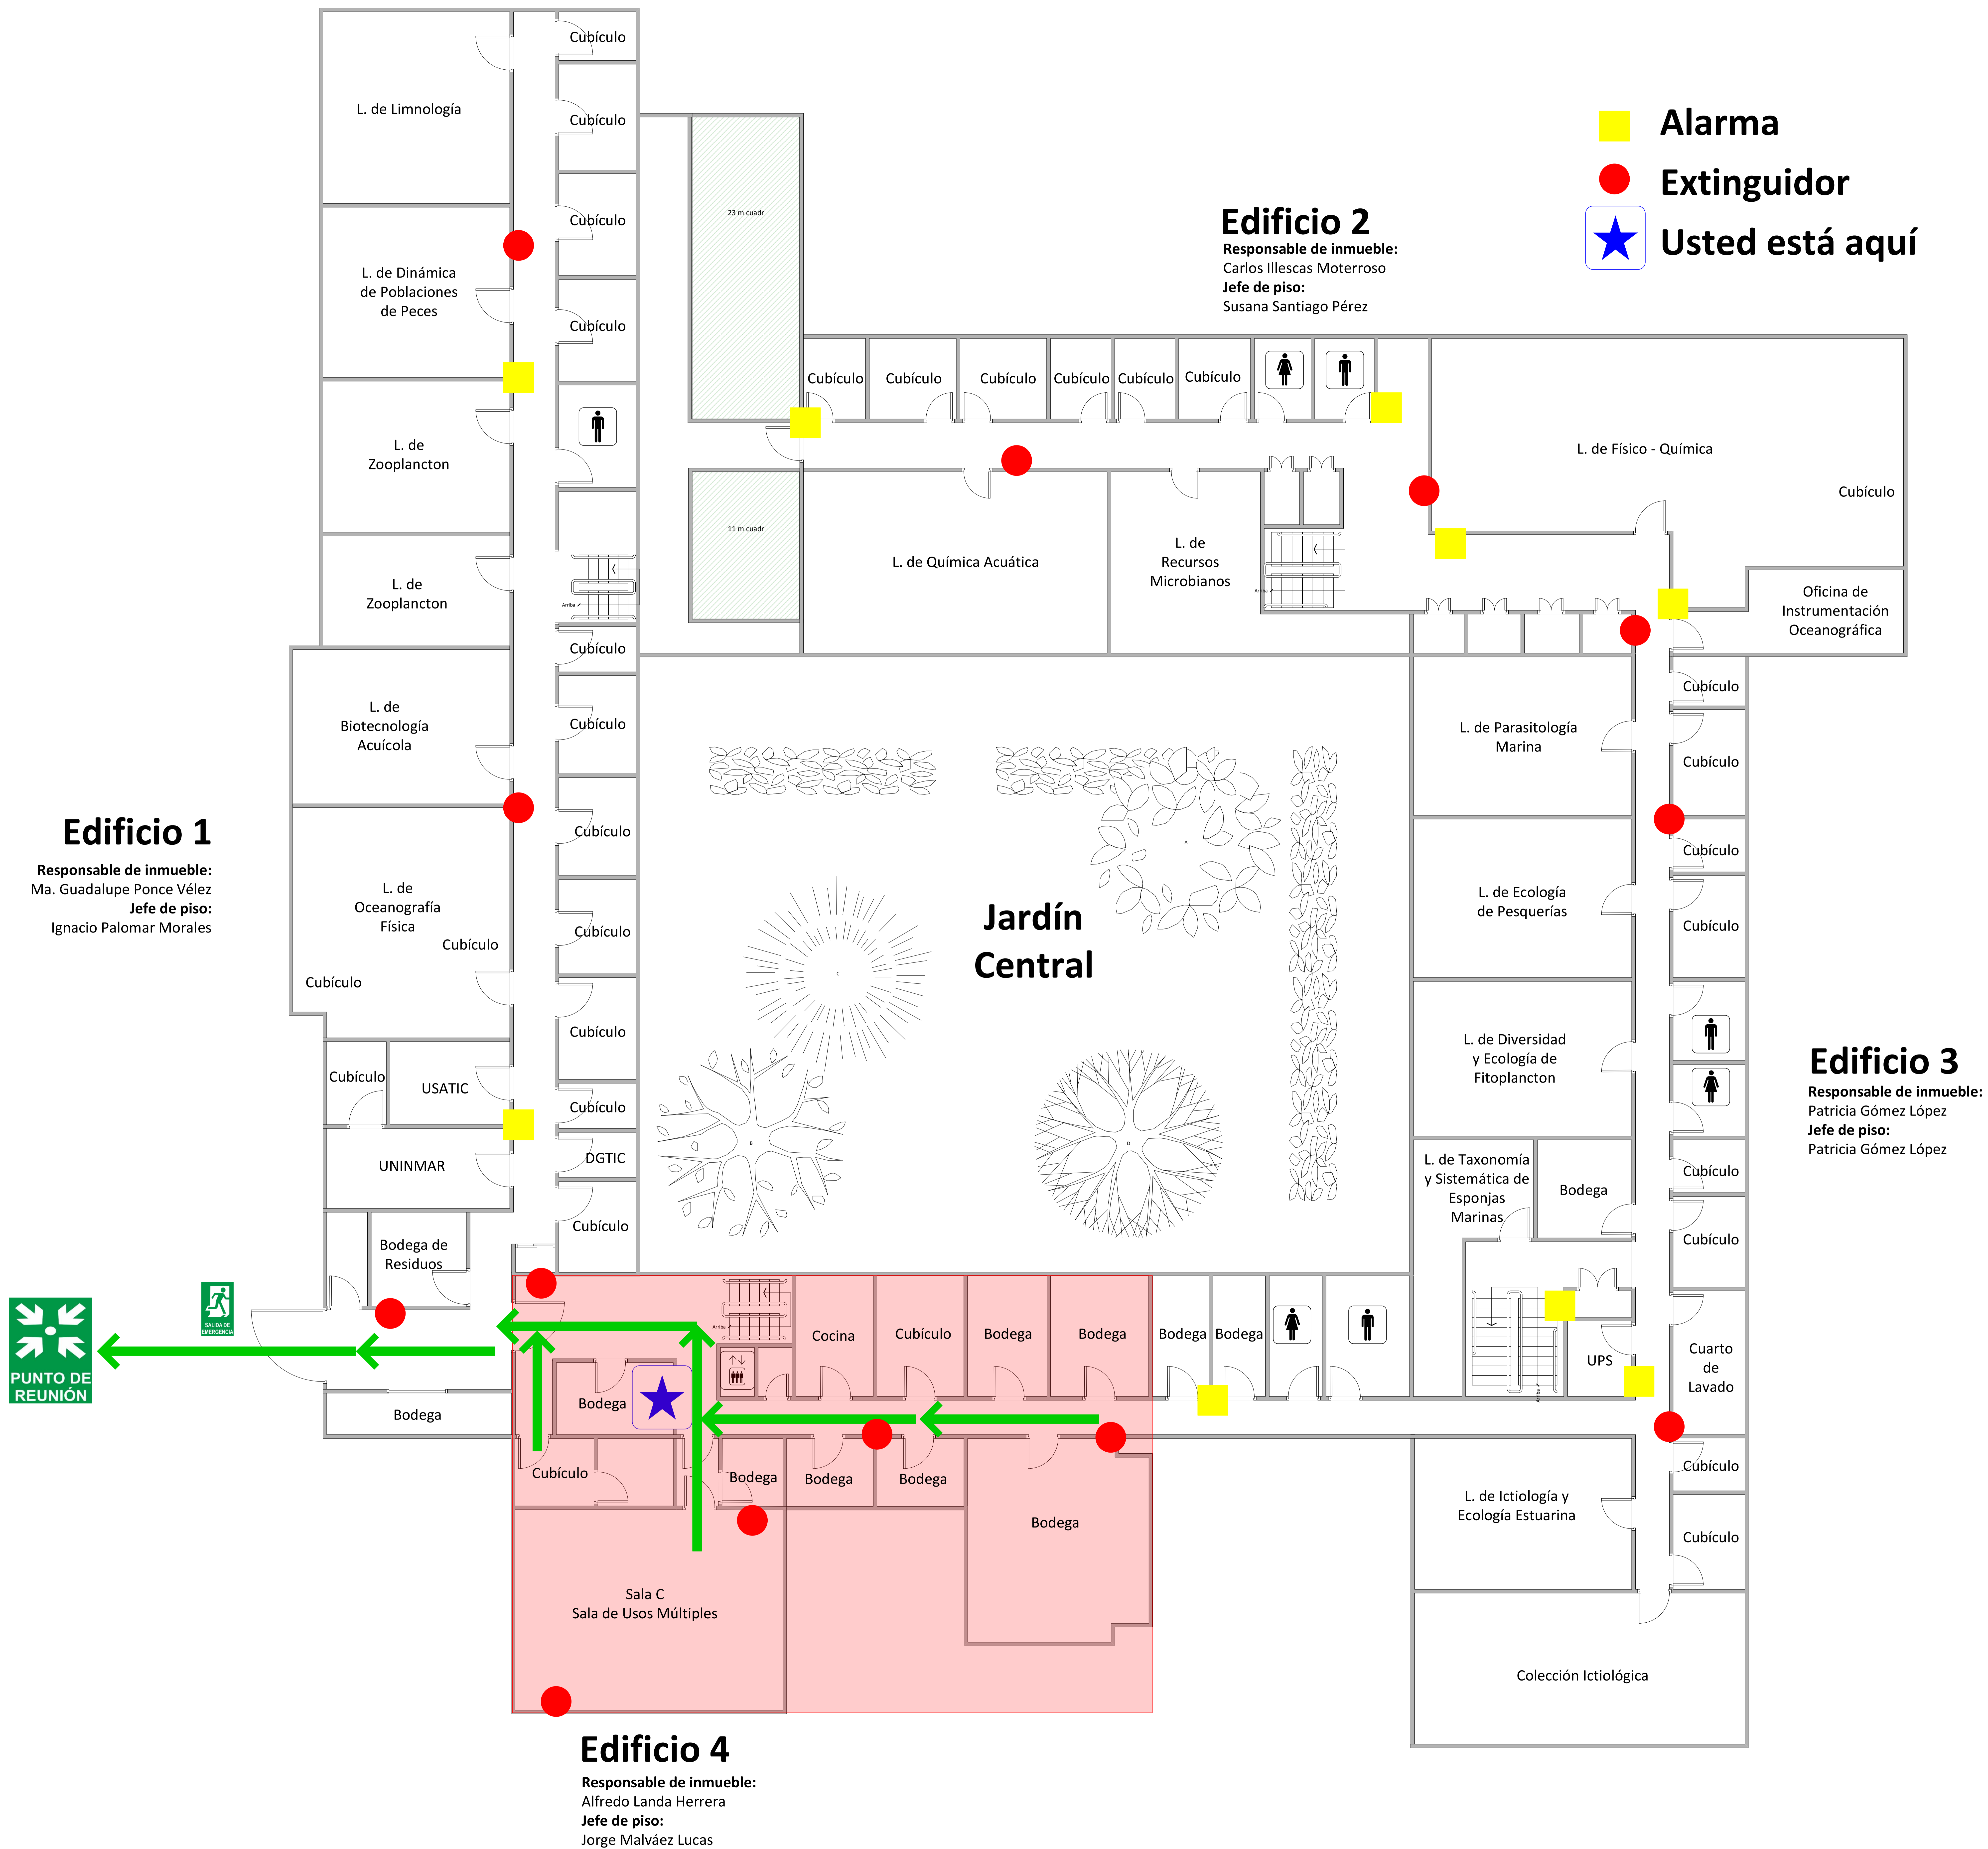 Alarma
Extinguidor
Usted está aquí
Edificio 2
Responsable de inmueble:
Carlos Illescas Moterroso
Jefe de piso:
Susana Santiago Pérez
Cubículo
L. de Limnología
Cubículo
Cubículo
L. de Dinámica
de Poblaciones
de Peces
Cubículo
L. de
Zooplancton
L. de
Zooplancton
Arriba
Cubículo
L. de
Biotecnología
Acuícola
Cubículo
Cubículo
Edificio 1
Responsable de inmueble:
Ma. Guadalupe Ponce Vélez
Jefe de piso:
Ignacio Palomar Morales
L. de
Oceanografía
Física
Cubículo
Cubículo
Cubículo
Cubículo
Cubículo
USATIC
Cubículo
UNINMAR
DGTIC
Cubículo
Bodega de
Residuos
SALIDA DE
EMERGENCIA
PUNTO DE
REUNIÓN
Bodega
23 m cuadr
11 m cuadr
Cubículo
Cubículo
Cubículo
Cubículo
Cubículo
Cubículo
L. de Físico - Química
Cubículo
L. de Química Acuática
L. de
Recursos
Microbianos
Arriba
Oficina de
Instrumentación
Oceanográfica
Jardín
Central
A
C
B
D
L. de Parasitología
Marina
Cubículo
Cubículo
Cubículo
L. de Ecología
de Pesquerías
Cubículo
L. de Diversidad
y Ecología de
Fitoplancton
Edificio 3
Responsable de inmueble:
Patricia Gómez López
Jefe de piso:
Patricia Gómez López
L. de Taxonomía
y Sistemática de
Esponjas
Marinas
Bodega
Cubículo
Cubículo
UPS
Cuarto
de
Lavado
Arriba
Arriba
Cocina
Cubículo
Bodega
Bodega
Bodega
Bodega
Bodega
Cubículo
Bodega
Bodega
Bodega
Bodega
Sala C
Sala de Usos Múltiples
L. de Ictiología y
Ecología Estuarina
Cubículo
Cubículo
Colección Ictiológica
Edificio 4
Responsable de inmueble:
Alfredo Landa Herrera
Jefe de piso:
Jorge Malváez Lucas